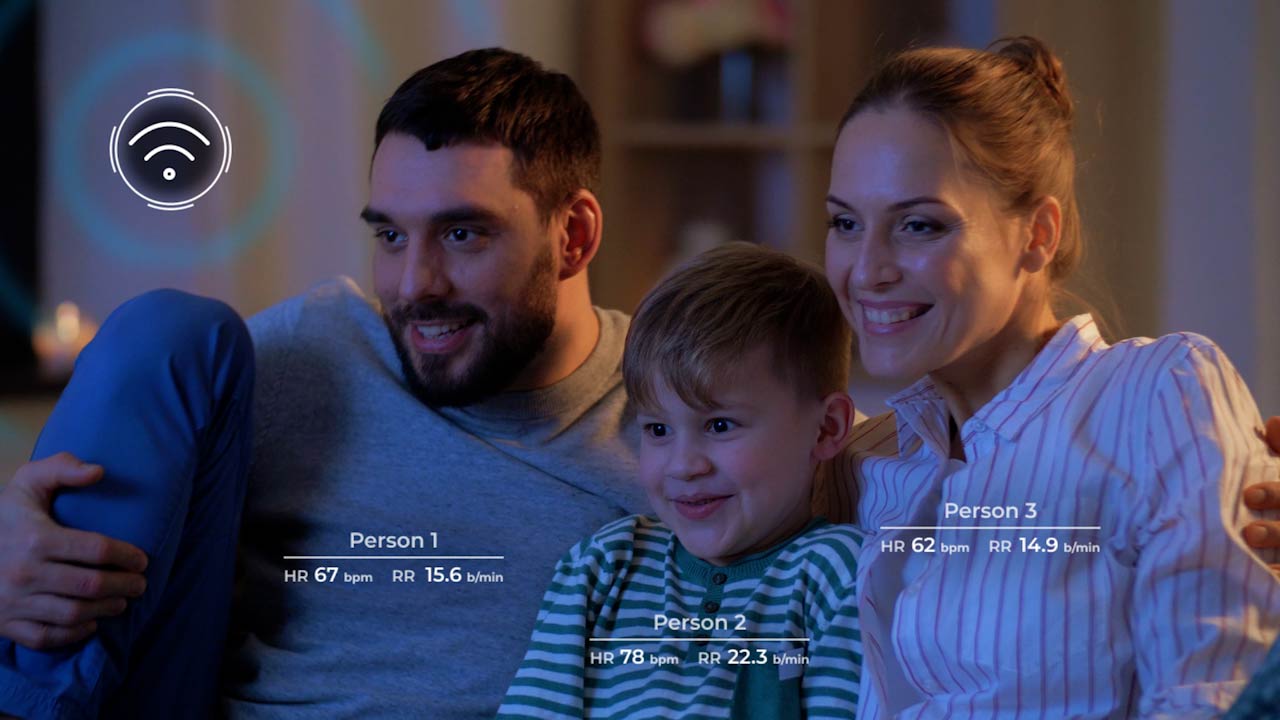 Person 1
HR 67 bpm RR 15.6 b/min
Person 2
HR 78 bpm RR 22.3 b/min
Person 3
HR 62 bpm RR 14.9 b/min